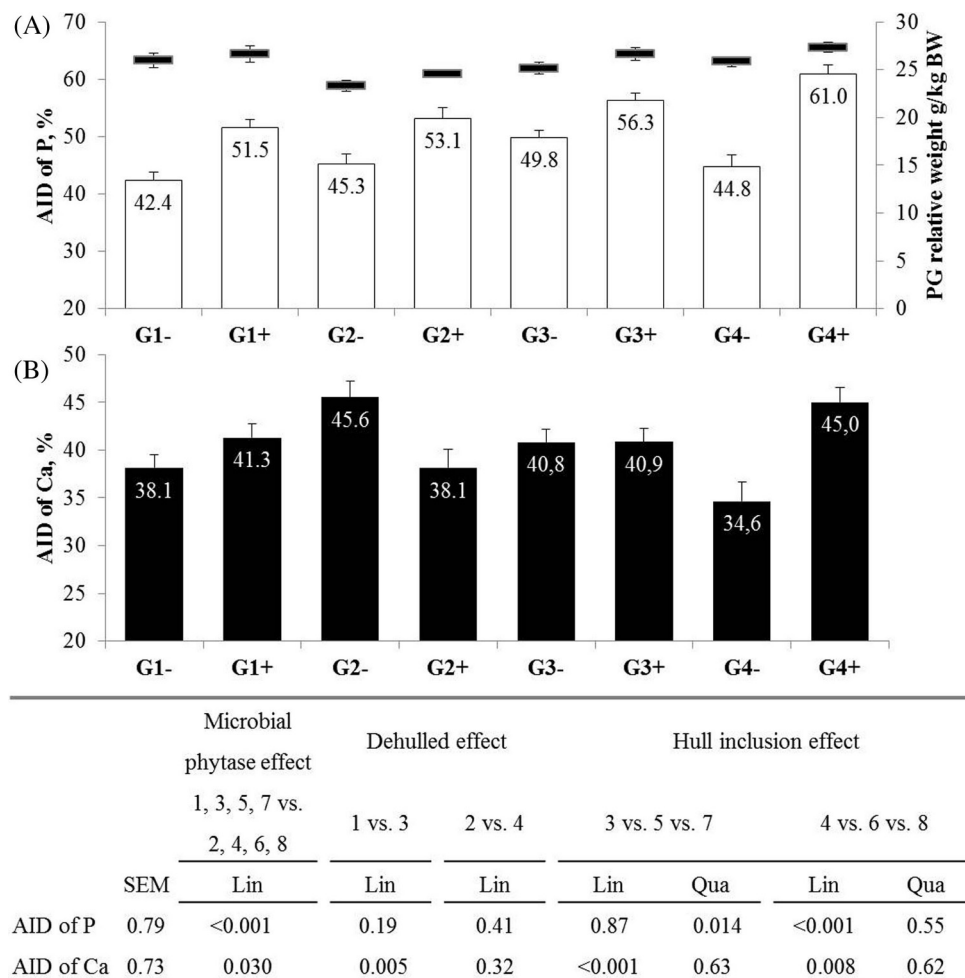 (A)
AID of P, %
70
60
50
40
30
20
42.4
51.5
45.3
53.1
49.8
56.3
44.8
61.0
30
25
20
15
10
5
0
PG relative weight g/kg BW
G1- G1+ G2- G2+ G3- G3+ G4- G4+
(B)
AID of Ca, %
50
45
40
35
30
25
20
38.1
41.3
45.6
38.1
40,8
40,9
34,6
45,0
G1- G1+ G2- G2+ G3- G3+ G4- G4+
Microbial
phytase effect
Dehulled effect
Hull inclusion effect
1, 3, 5, 7 vs.
2, 4, 6, 8
1 vs. 3
2 vs. 4
3 vs. 5 vs. 7
4 vs. 6 vs. 8
SEM Lin Lin Lin Lin Qua Lin Qua
AID of P 0.79 <0.001 0.19 0.41 0.87 0.014 <0.001 0.55
AID of Ca 0.73 0.030 0.005 0.32 <0.001 0.63 0.008 0.62